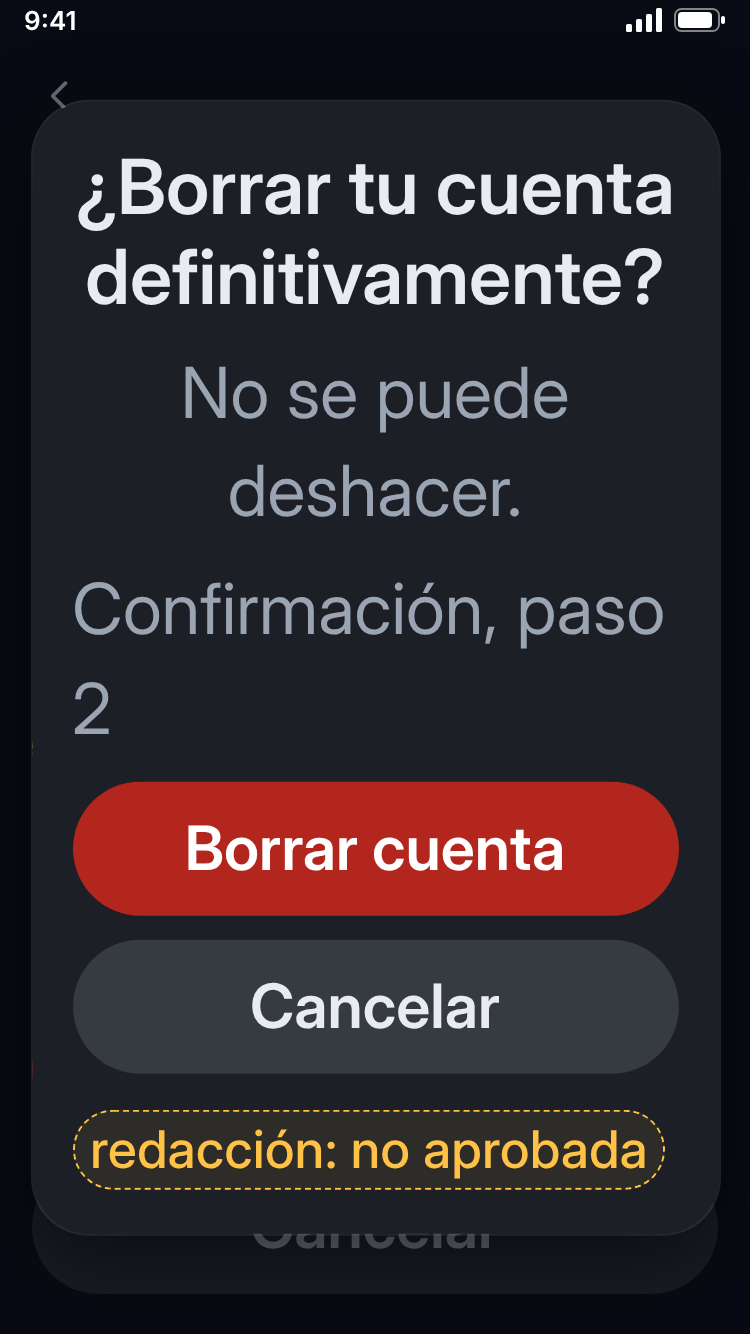 9:41
¿Borrar tu cuenta
definitivamente?
No se puede
deshacer.
Confirmación, paso
2
Borrar cuenta
Cancelar
redacción: no aprobada
Cancelar